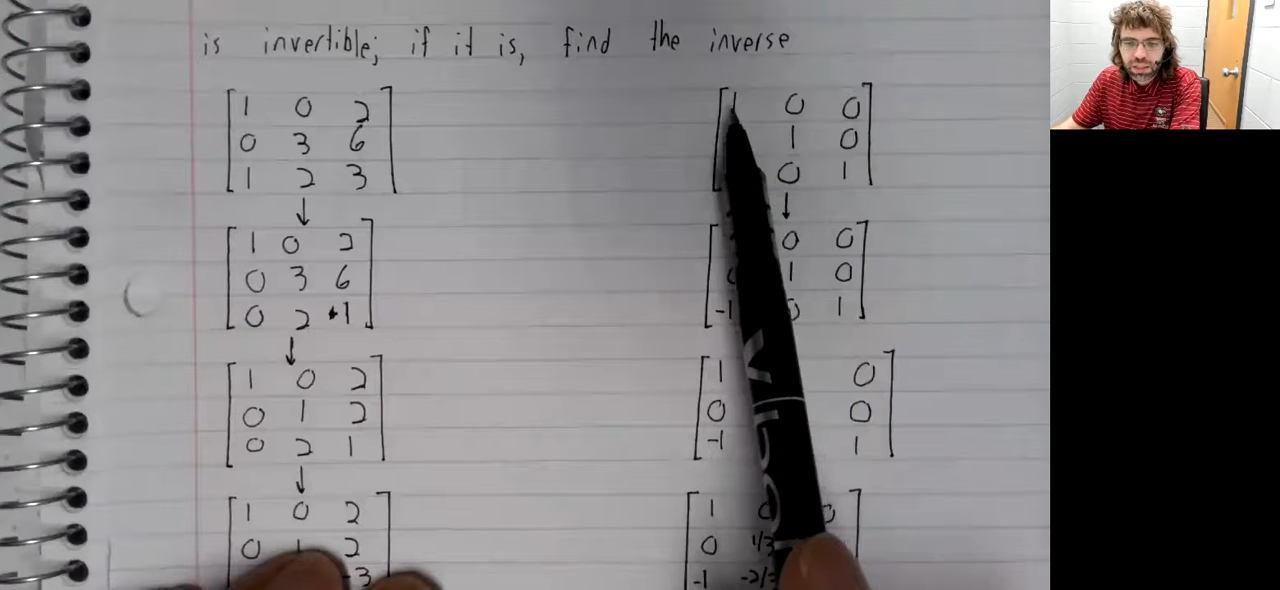 is invertible; if it is, find the inverse
1 0 2 0 0
0 3 6 1 0
1 2 3 0 1
↓ ↓
1 0 2 0 0
0 3 6 1 0
0 2 1 -1 0 1
↓
1 0 2 1 0
0 1 2 0 0
0 2 1 -1 1
↓
1 0 2 1 0
0 2 0 1/3
-3 -1